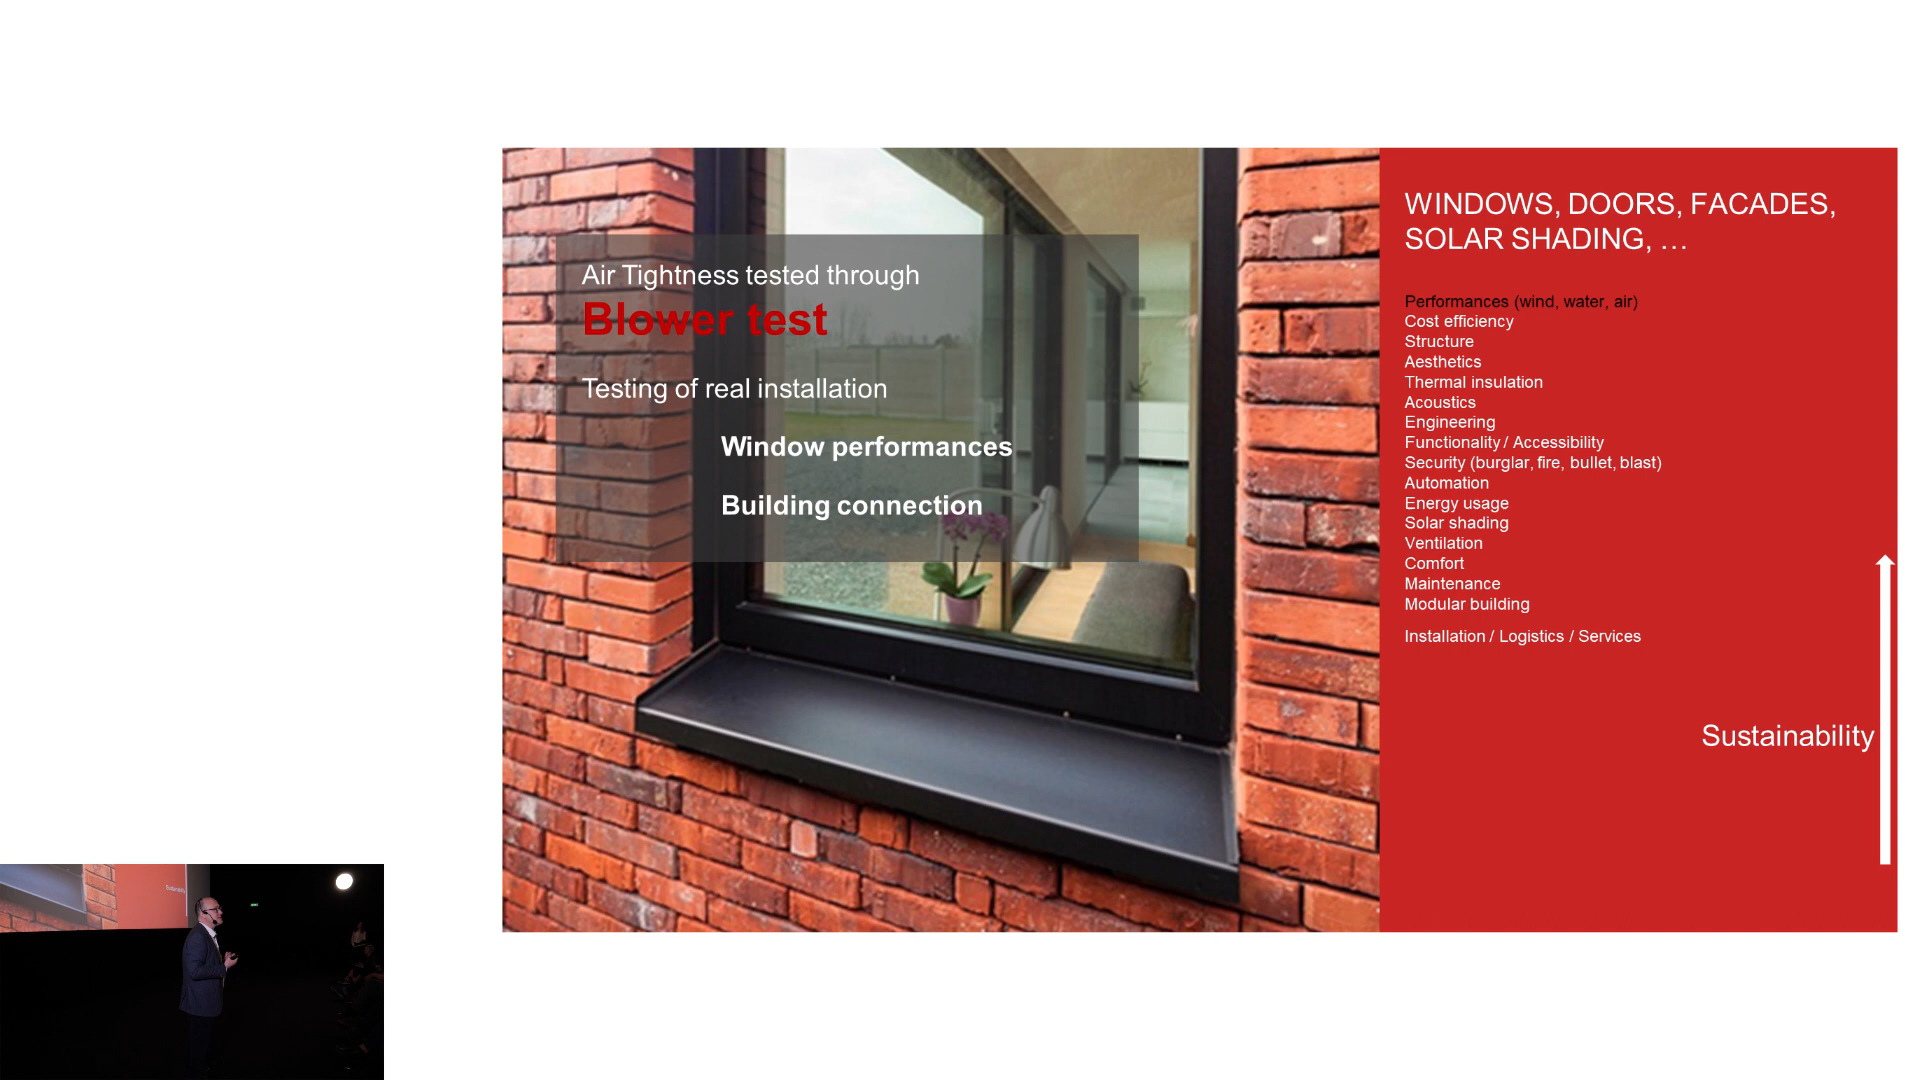 Air Tightness tested through
Blower test
Testing of real installation
Window performances
Building connection
WINDOWS, DOORS, FACADES,
SOLAR SHADING, …
Performances (wind, water, air)
Cost efficiency
Structure
Aesthetics
Thermal insulation
Acoustics
Engineering
Functionality / Accessibility
Security (burglar, fire, bullet, blast)
Automation
Energy usage
Solar shading
Ventilation
Comfort
Maintenance
Modular building
Installation / Logistics / Services
Sustainability
Sustainability